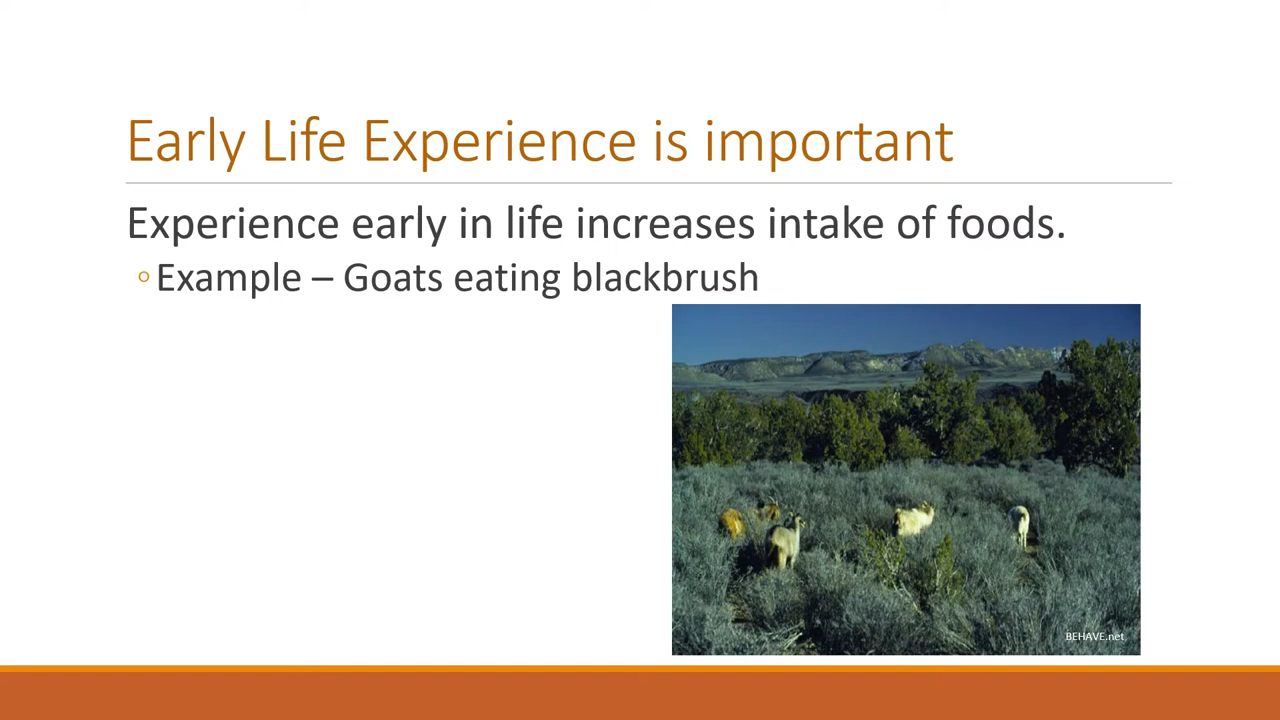 Early Life Experience is important
Experience early in life increases intake of foods.
◦Example – Goats eating blackbrush
BEHAVE.net